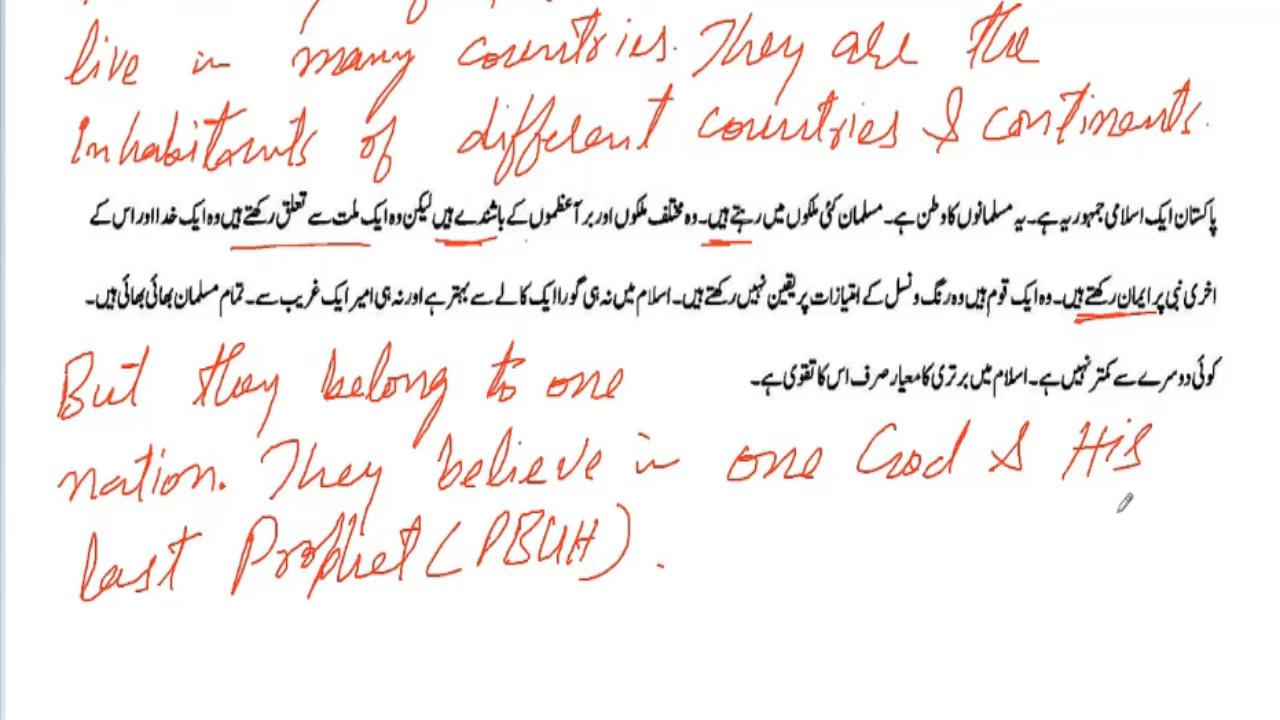 live in many countries. They are the
Inhabitants of different countries & continents.
پاکستان ایک اسلامی جمہوریہ ہے۔ یہ مسلمانوں کا وطن ہے۔ مسلمان کئی ملکوں میں رہتے ہیں۔ وہ مختلف ملکوں اور بر آعظموں کے باشندے ہیں لیکن وہ ایک ملت سے تعلق رکھتے ہیں وہ ایک خدا اور اس کے
اخری نبی پر ایمان رکھتے ہیں۔ وہ ایک قوم ہیں وہ رنگ و نسل کے امتیازات پر یقین نہیں رکھتے ہیں۔ اسلام میں نہ ہی گورا ایک کالے سے بہتر ہے اور نہ ہی امیر ایک غریب سے۔ تمام مسلمان بھائی بھائی ہیں۔
کوئی دوسرے سے کمتر نہیں ہے۔ اسلام میں برتری کا معیار صرف اس کا تقوی ہے۔
But they belong to one
nation. They believe in one God & His
last Prophet (PBUH).